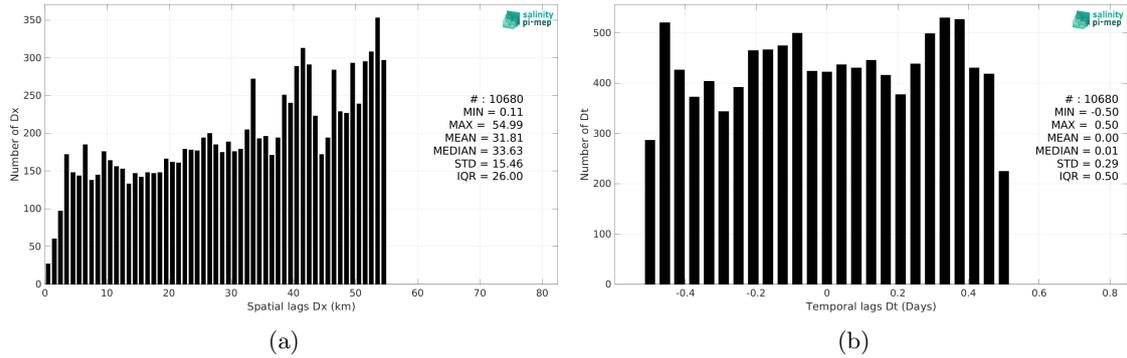 350
300
250
200
150
100
50
0
Number of Dx
0 10 20 30 40 50 60 70 80
Spatial lags Dx (km)
salinity
pi-mep
# : 10680
MIN = 0.11
MAX = 54.99
MEAN = 31.81
MEDIAN = 33.63
STD = 15.46
IQR = 26.00
(a)
500
400
300
200
100
0
Number of Dt
-0.4 -0.2 0 0.2 0.4 0.6 0.8
Temporal lags Dt (Days)
salinity
pi-mep
# : 10680
MIN = -0.50
MAX = 0.50
MEAN = 0.00
MEDIAN = 0.01
STD = 0.29
IQR = 0.50
(b)